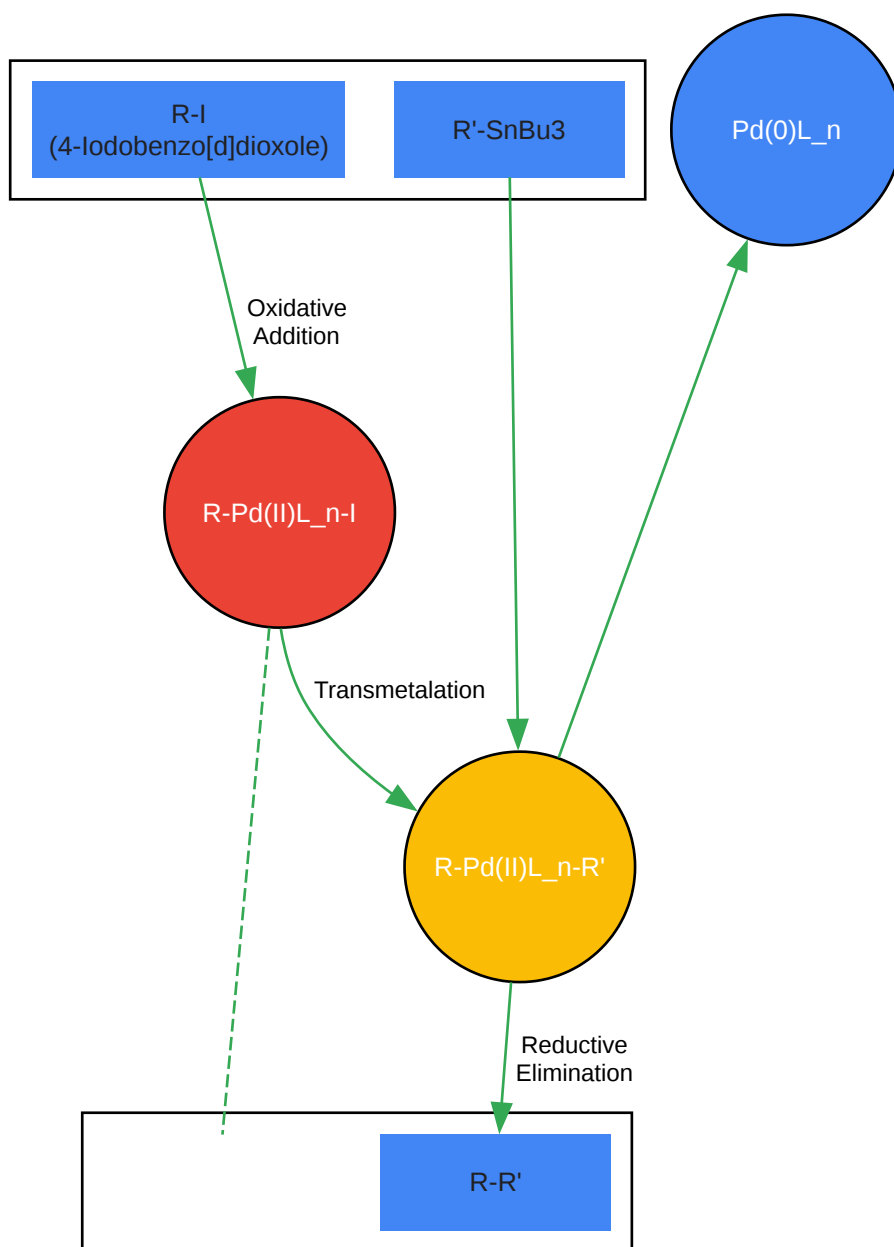 R-I
(4-Iodobenzo[d]dioxole)
R'-SnBu3
Pd(0)L_n
Oxidative
Addition
R-Pd(II)L_n-I
Transmetalation
R-Pd(II)L_n-R'
Reductive
Elimination
R-R'